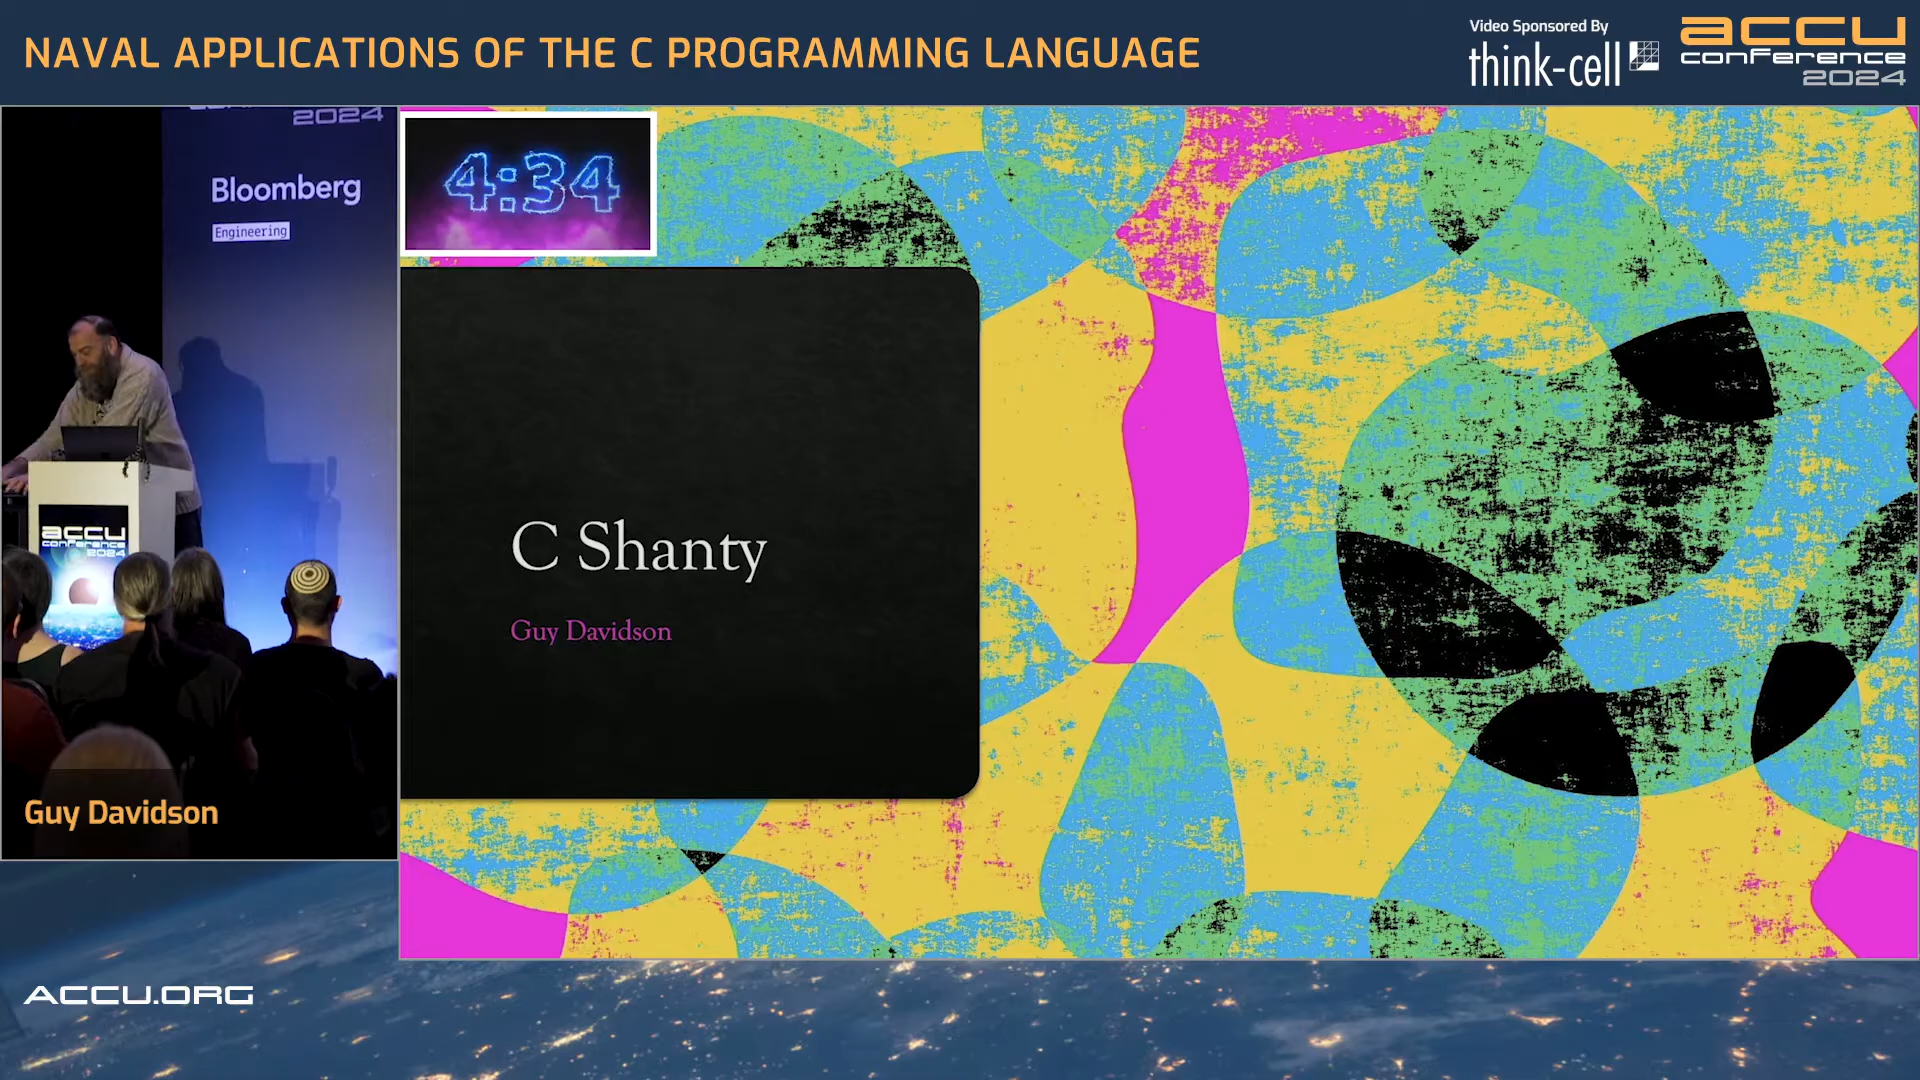 NAVAL APPLICATIONS OF THE C PROGRAMMING LANGUAGE
Video Sponsored By
think-cell
accu
conference
2024
2024
Bloomberg
Engineering
4:34
C Shanty
Guy Davidson
accu
conference
2024
Guy Davidson
ACCU.ORG